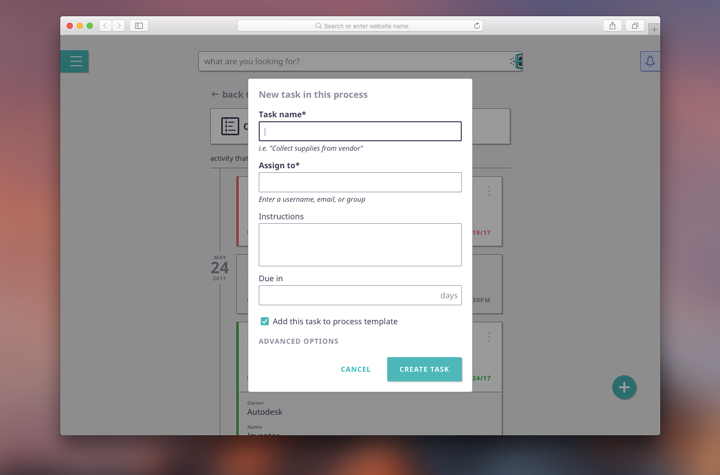 Search or enter website name
what are you looking for?
back
New task in this process
Task name*
i.e. "Collect supplies from vendor"
activity that
Assign to*
Enter a username, email, or group
Instructions
19/17
MAY
24
2017
Due in
days
30PM
Add this task to process template
ADVANCED OPTIONS
CANCEL
CREATE TASK
24/17
Owner
Autodesk
Name